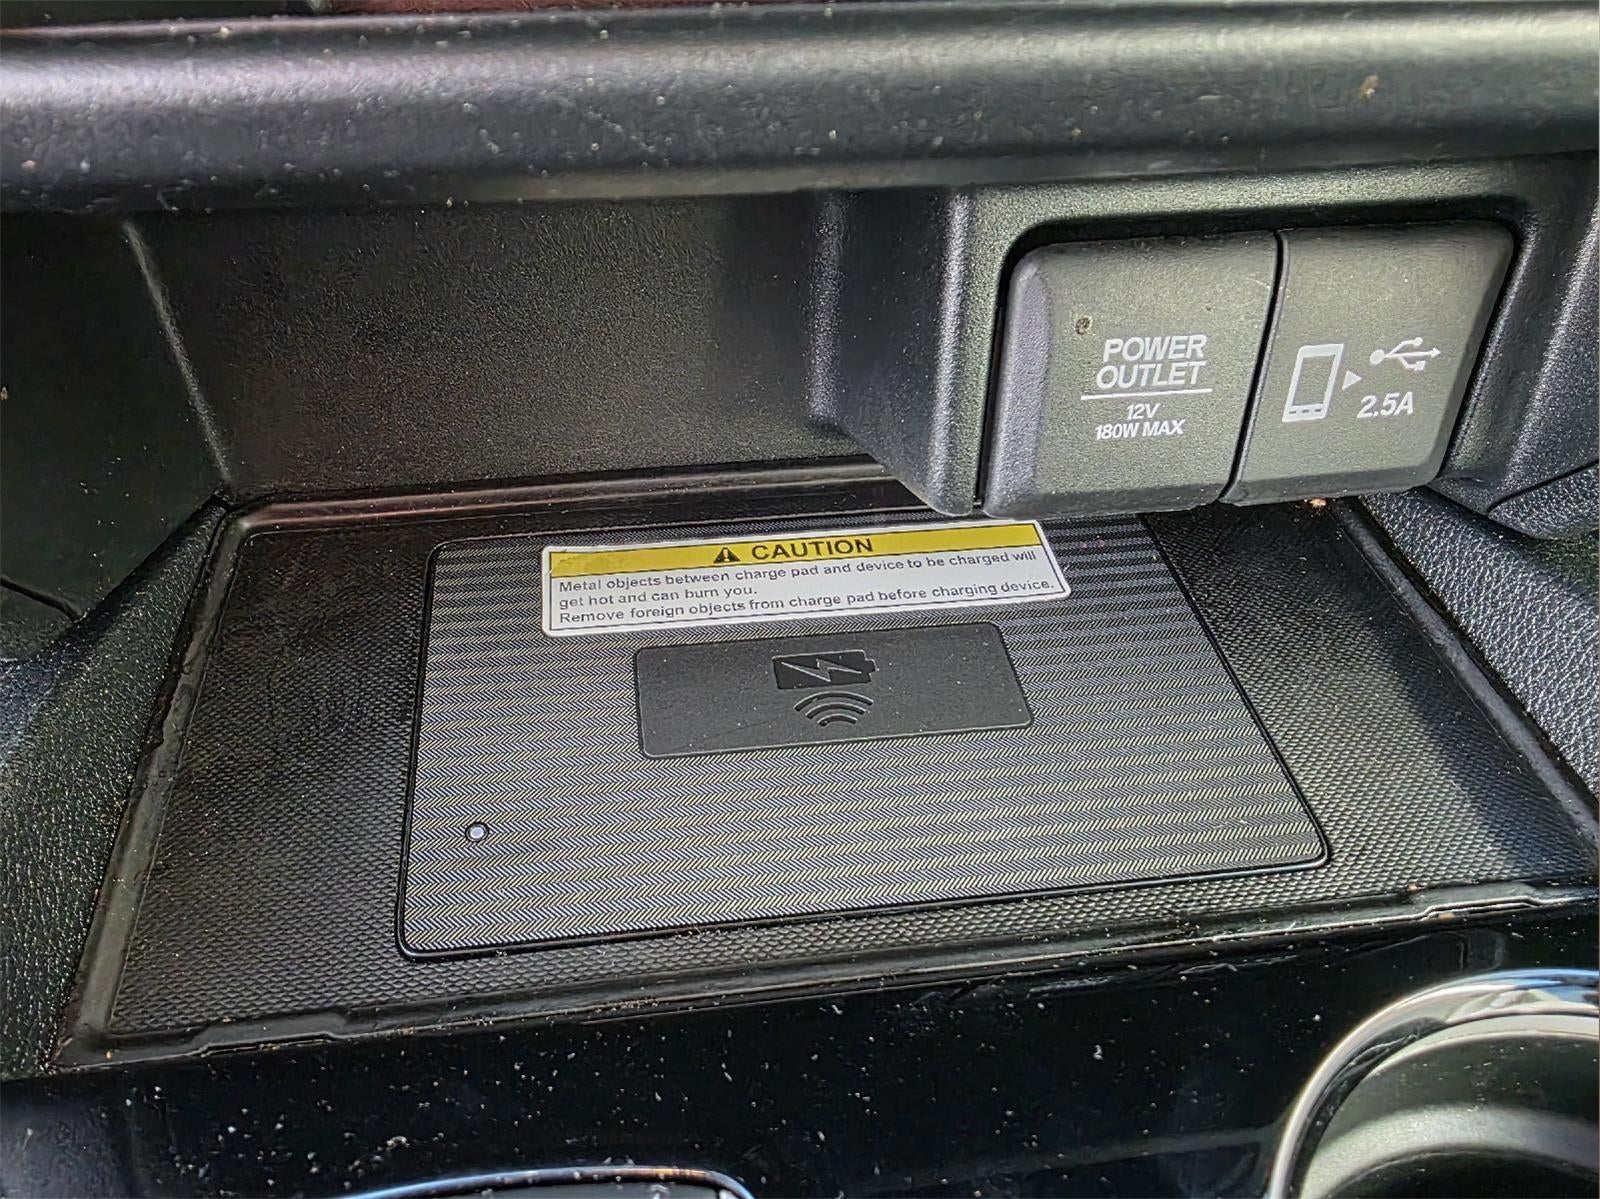 POWER
OUTLET
12V
180W MAX
2.5A
CAUTION
Metal objects between charge pad and device to be charged will
get hot and can burn you.
Remove foreign objects from charge pad before charging device.